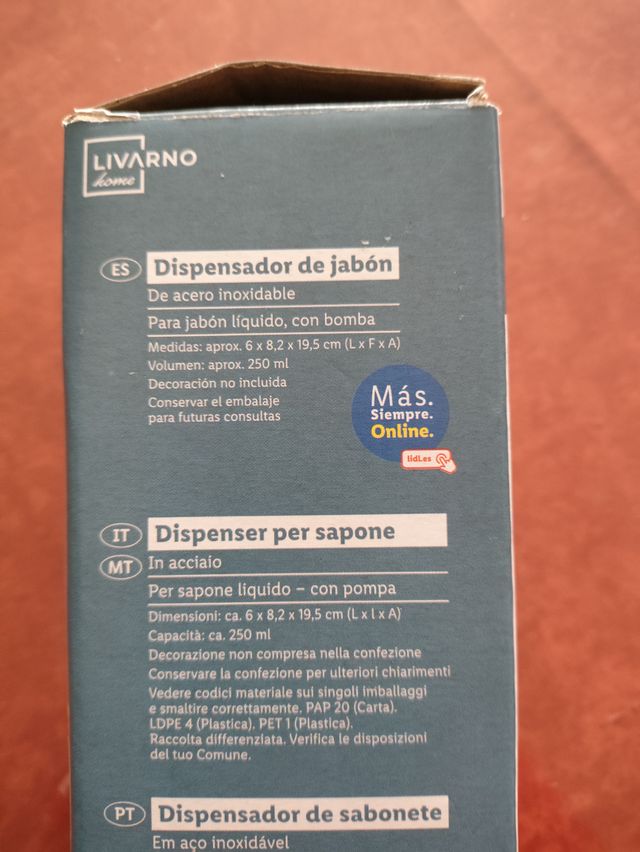 LIVARNO
home
ES
Dispensador de jabón
De acero inoxidable
Para jabón líquido, con bomba
Medidas: aprox. 6 x 8,2 x 19,5 cm (L x F x A)
Volumen: aprox. 250 ml
Decoración no incluida
Conservar el embalaje
para futuras consultas
Más.
Siempre.
Online.
lidl.es
IT
MT
Dispenser per sapone
In acciaio
Per sapone liquido – con pompa
Dimensioni: ca. 6 x 8,2 x 19,5 cm (L x l x A)
Capacità: ca. 250 ml
Decorazione non compresa nella confezione
Conservare la confezione per ulteriori chiarimenti
Vedere codici materiale sui singoli imballaggi
e smaltire correttamente. PAP 20 (Carta).
LDPE 4 (Plastica). PET 1 (Plastica).
Raccolta differenziata. Verifica le disposizioni
del tuo Comune.
PT
Dispensador de sabonete
Em aço inoxidável